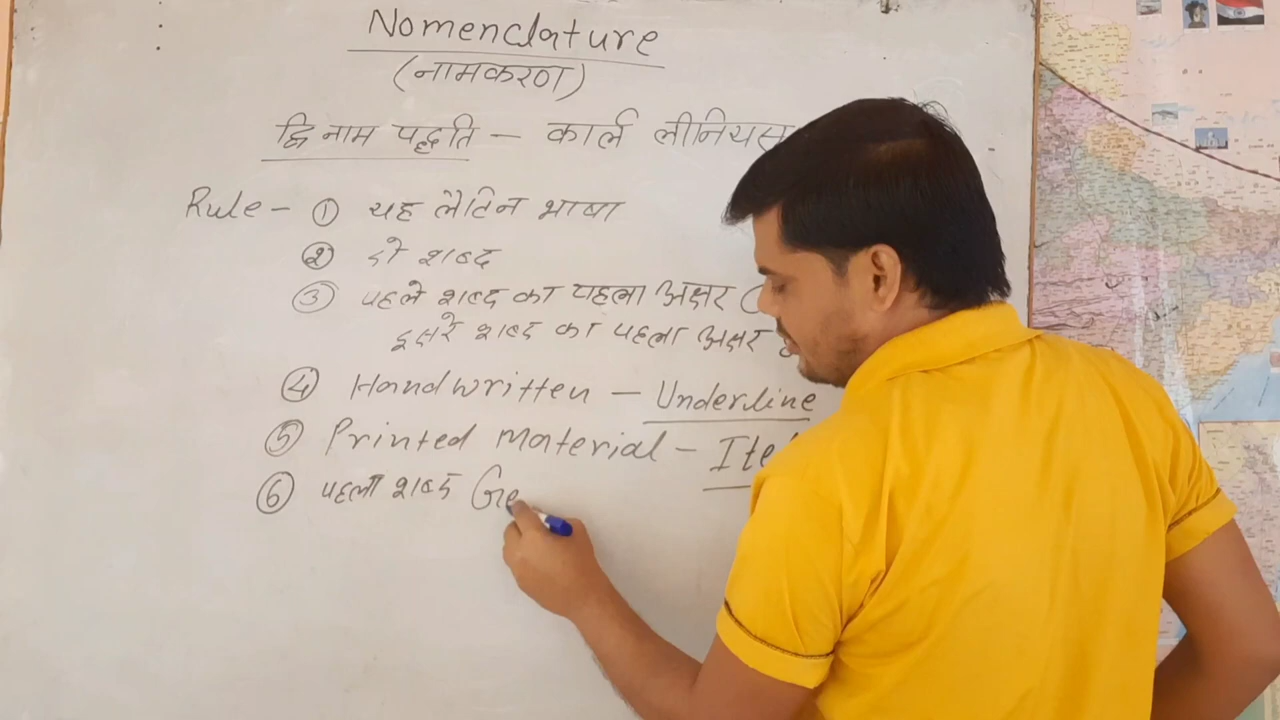 Nomenclature
(नामकरण)
द्विनाम पद्धति – कार्ल लीनियस
Rule – ① यह लैटिन भाषा
② दो शब्द
③ पहले शब्द का पहला अक्षर
दूसरे शब्द का पहला अक्षर
④ Handwritten – Underline
⑤ Printed Material – Ite
⑥ पहला शब्द Ge